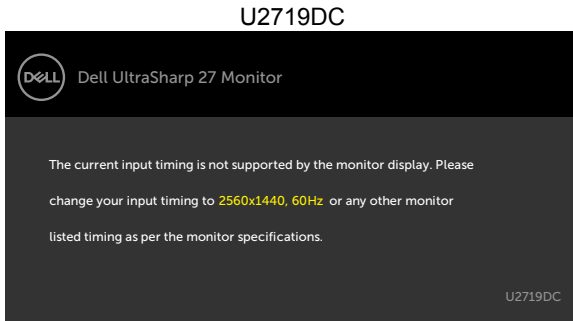 U2719DC
DELL
Dell UltraSharp 27 Monitor
The current input timing is not supported by the monitor display. Please
change your input timing to 2560x1440, 60Hz or any other monitor
listed timing as per the monitor specifications.
U2719DC